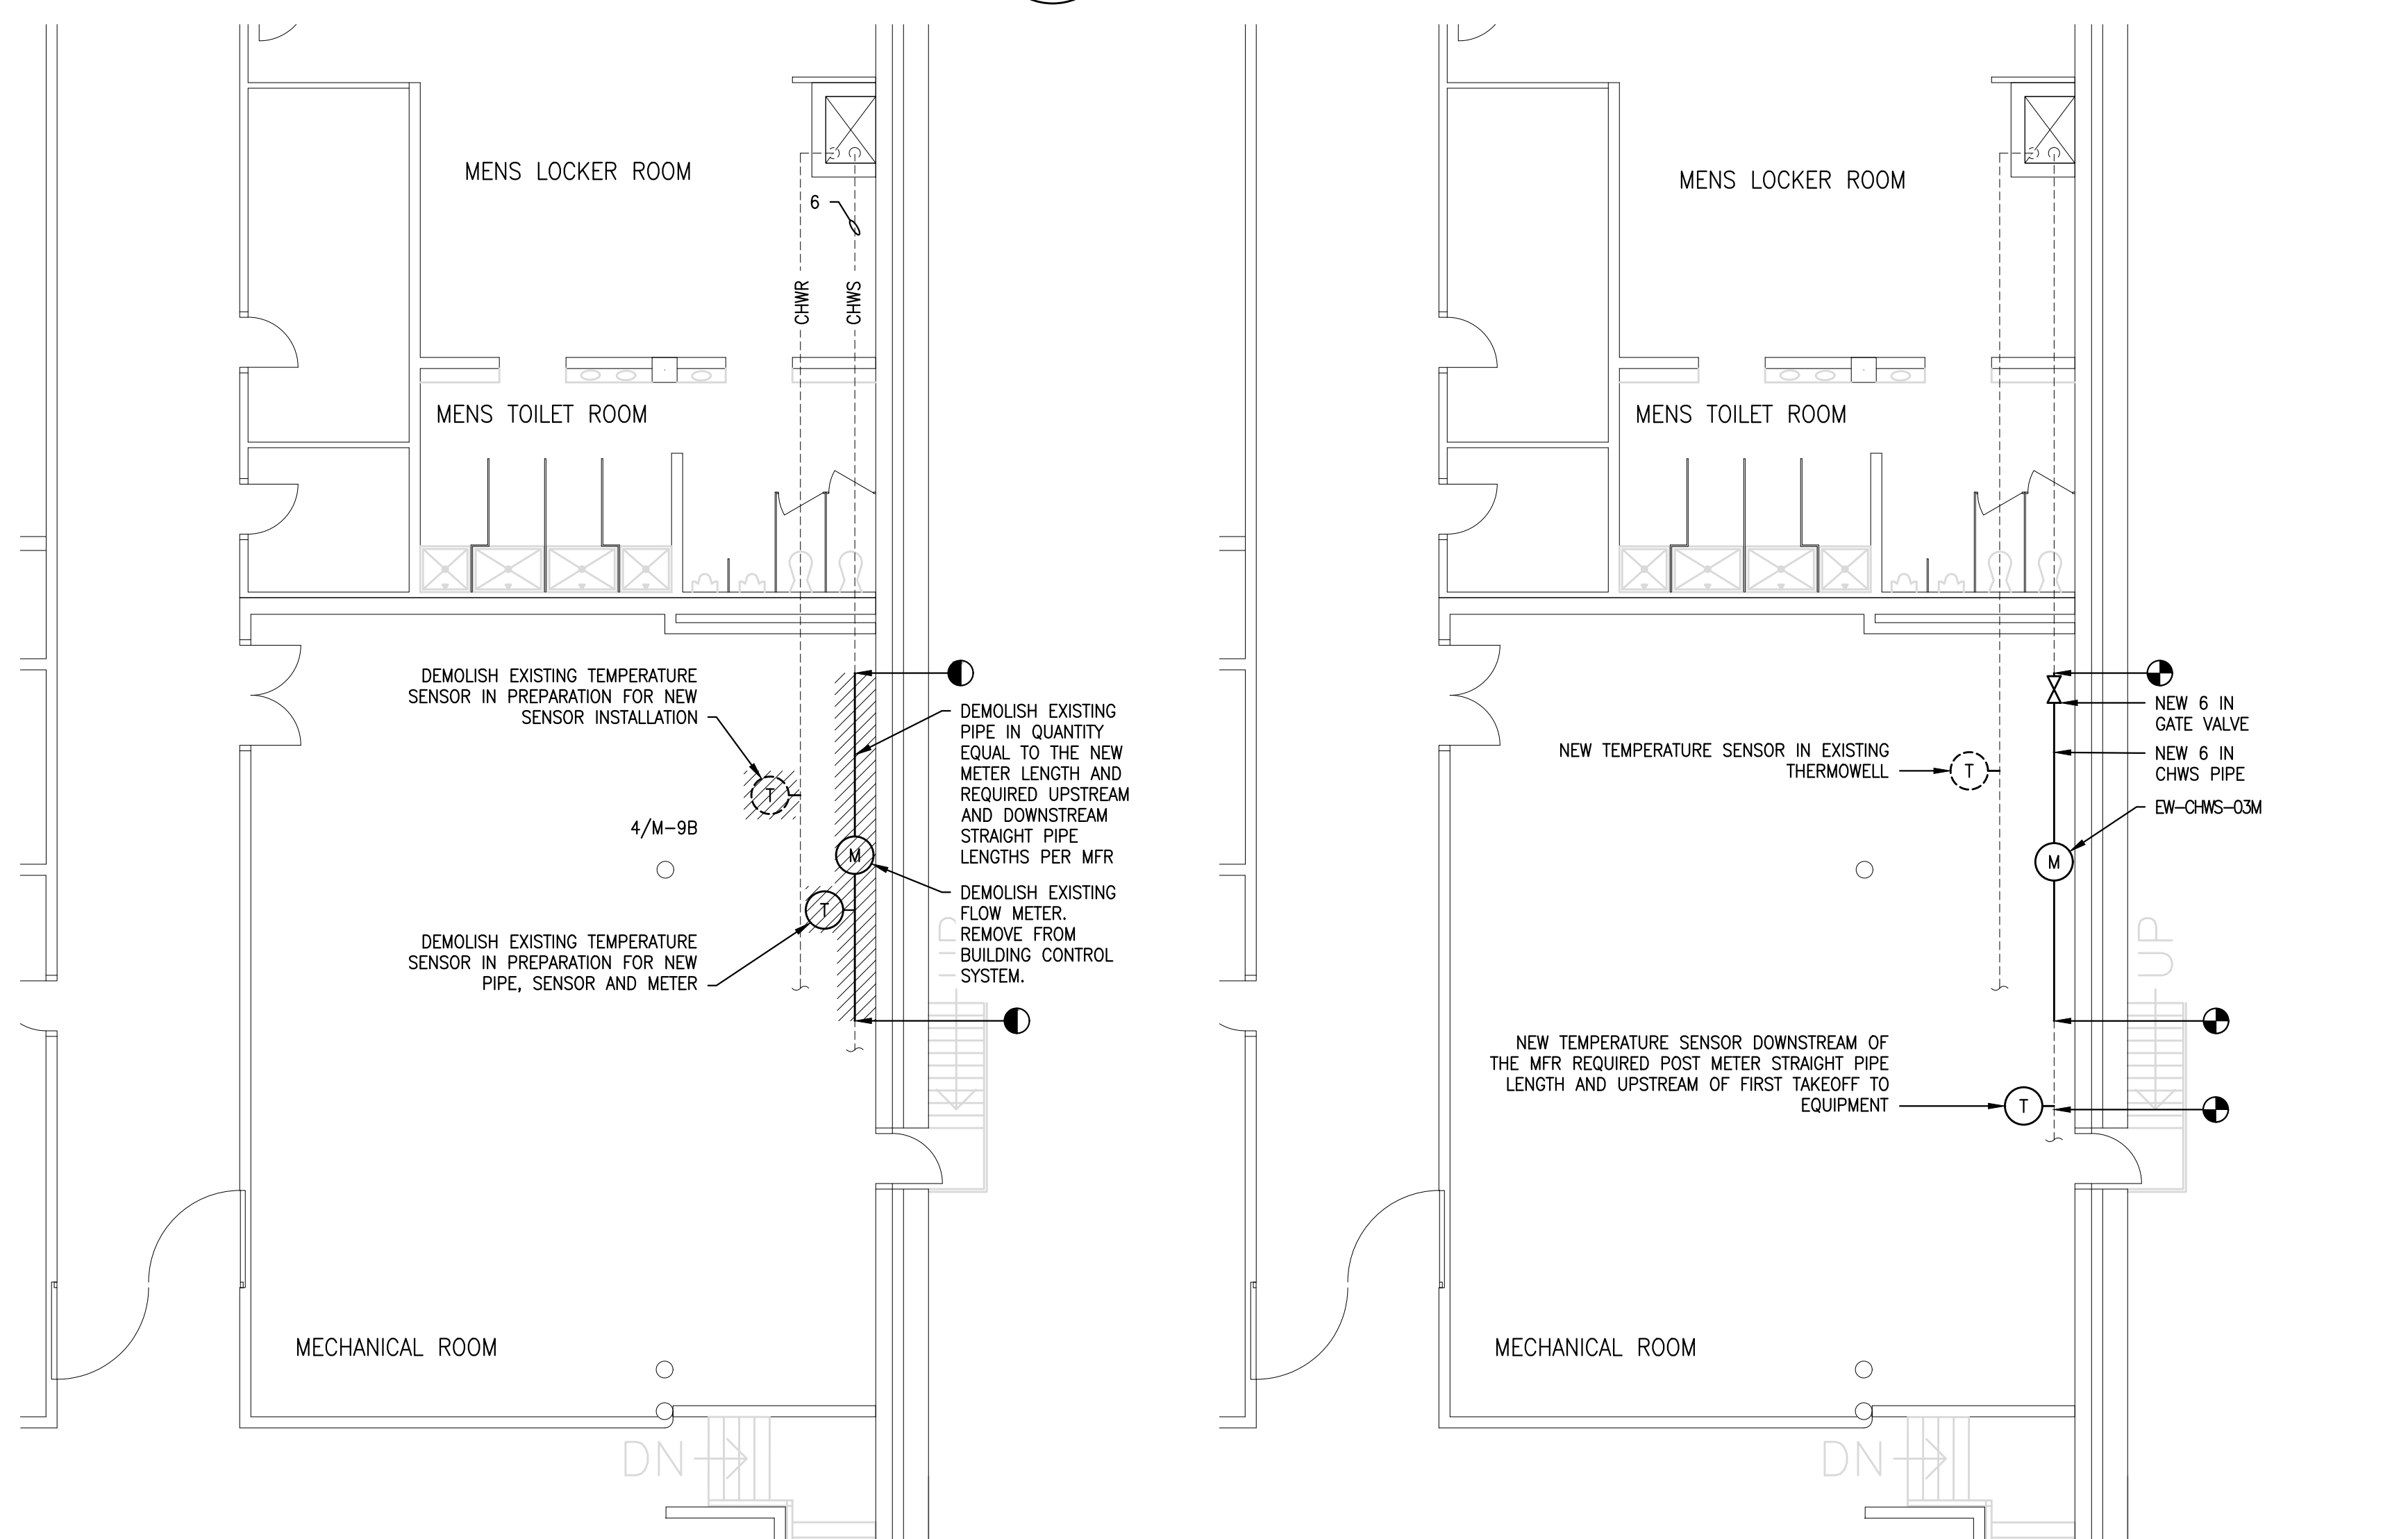 MENS LOCKER ROOM
6
CHWR
CHWS
MENS TOILET ROOM
DEMOLISH EXISTING TEMPERATURE
SENSOR IN PREPARATION FOR NEW
SENSOR INSTALLATION
T
4/M-9B
DEMOLISH EXISTING
PIPE IN QUANTITY
EQUAL TO THE NEW
METER LENGTH AND
REQUIRED UPSTREAM
AND DOWNSTREAM
STRAIGHT PIPE
LENGTHS PER MFR
M
DEMOLISH EXISTING
FLOW METER.
REMOVE FROM
BUILDING CONTROL
SYSTEM.
T
DEMOLISH EXISTING TEMPERATURE
SENSOR IN PREPARATION FOR NEW
PIPE, SENSOR AND METER
UP
MECHANICAL ROOM
DN
MENS LOCKER ROOM
MENS TOILET ROOM
NEW 6 IN
GATE VALVE
NEW TEMPERATURE SENSOR IN EXISTING
THERMOWELL
T
NEW 6 IN
CHWS PIPE
EW-CHWS-03M
M
UP
NEW TEMPERATURE SENSOR DOWNSTREAM OF
THE MFR REQUIRED POST METER STRAIGHT PIPE
LENGTH AND UPSTREAM OF FIRST TAKEOFF TO
EQUIPMENT
T
MECHANICAL ROOM
DN